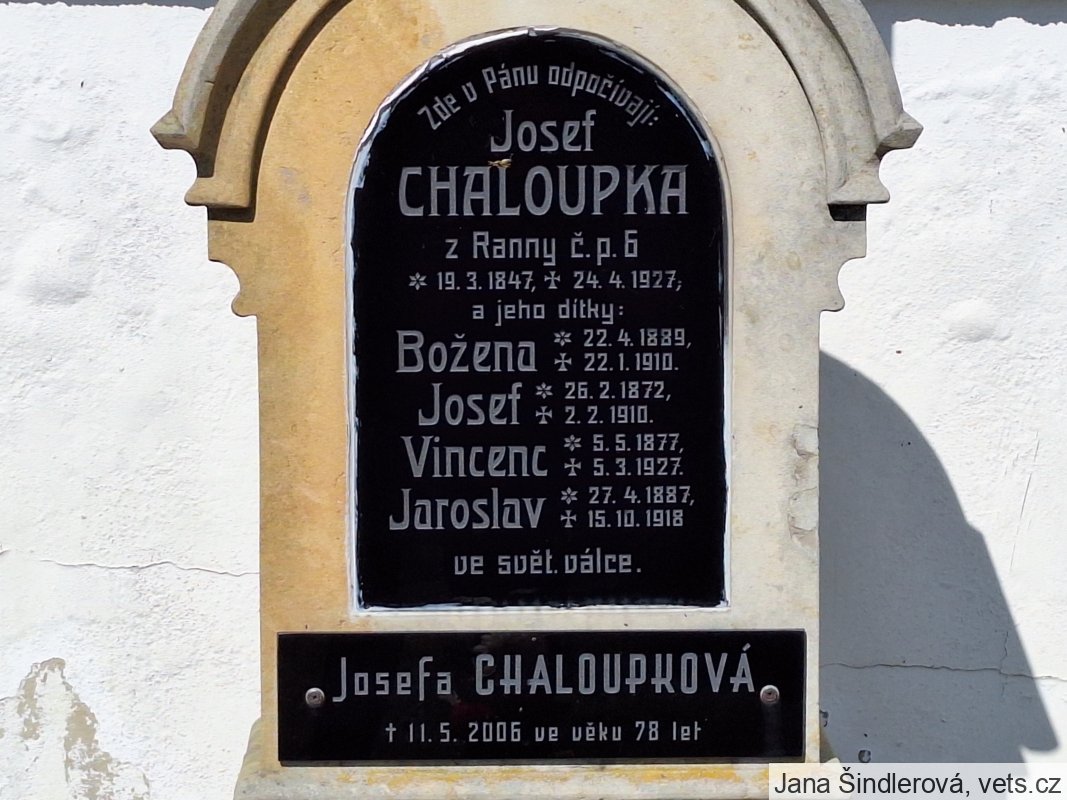 Zde v Pánu odpočívají:
Josef
CHALOUPKA
z Ranny č.p. 6
* 19. 3. 1847, ✠ 24. 4. 1927,
a jeho dítky:
Božena * 22. 4. 1889,
✠ 22. 1. 1910.
Josef * 26. 2. 1872,
✠ 2. 2. 1910.
Vincenc * 5. 5. 1877,
✠ 5. 3. 1927.
Jaroslav * 27. 4. 1887,
✠ 15. 10. 1918
ve svět. válce.
Josefa CHALOUPKOVÁ
† 11. 5. 2006 ve věku 78 let
Jana Šindlerová, vets.cz